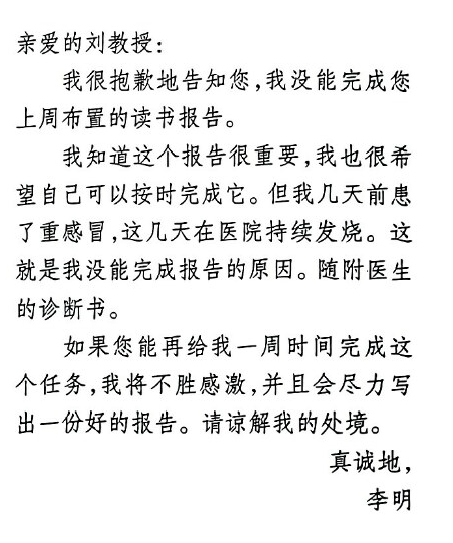 亲爱的刘教授:
我很抱歉地告知您,我没能完成您
上周布置的读书报告。
我知道这个报告很重要,我也很希
望自己可以按时完成它。但我几天前患
了重感冒,这几天在医院持续发烧。这
就是我没能完成报告的原因。随附医生
的诊断书。
如果您能再给我一周时间完成这
个任务,我将不胜感激,并且会尽力写
出一份好的报告。请谅解我的处境。
真诚地,
李明